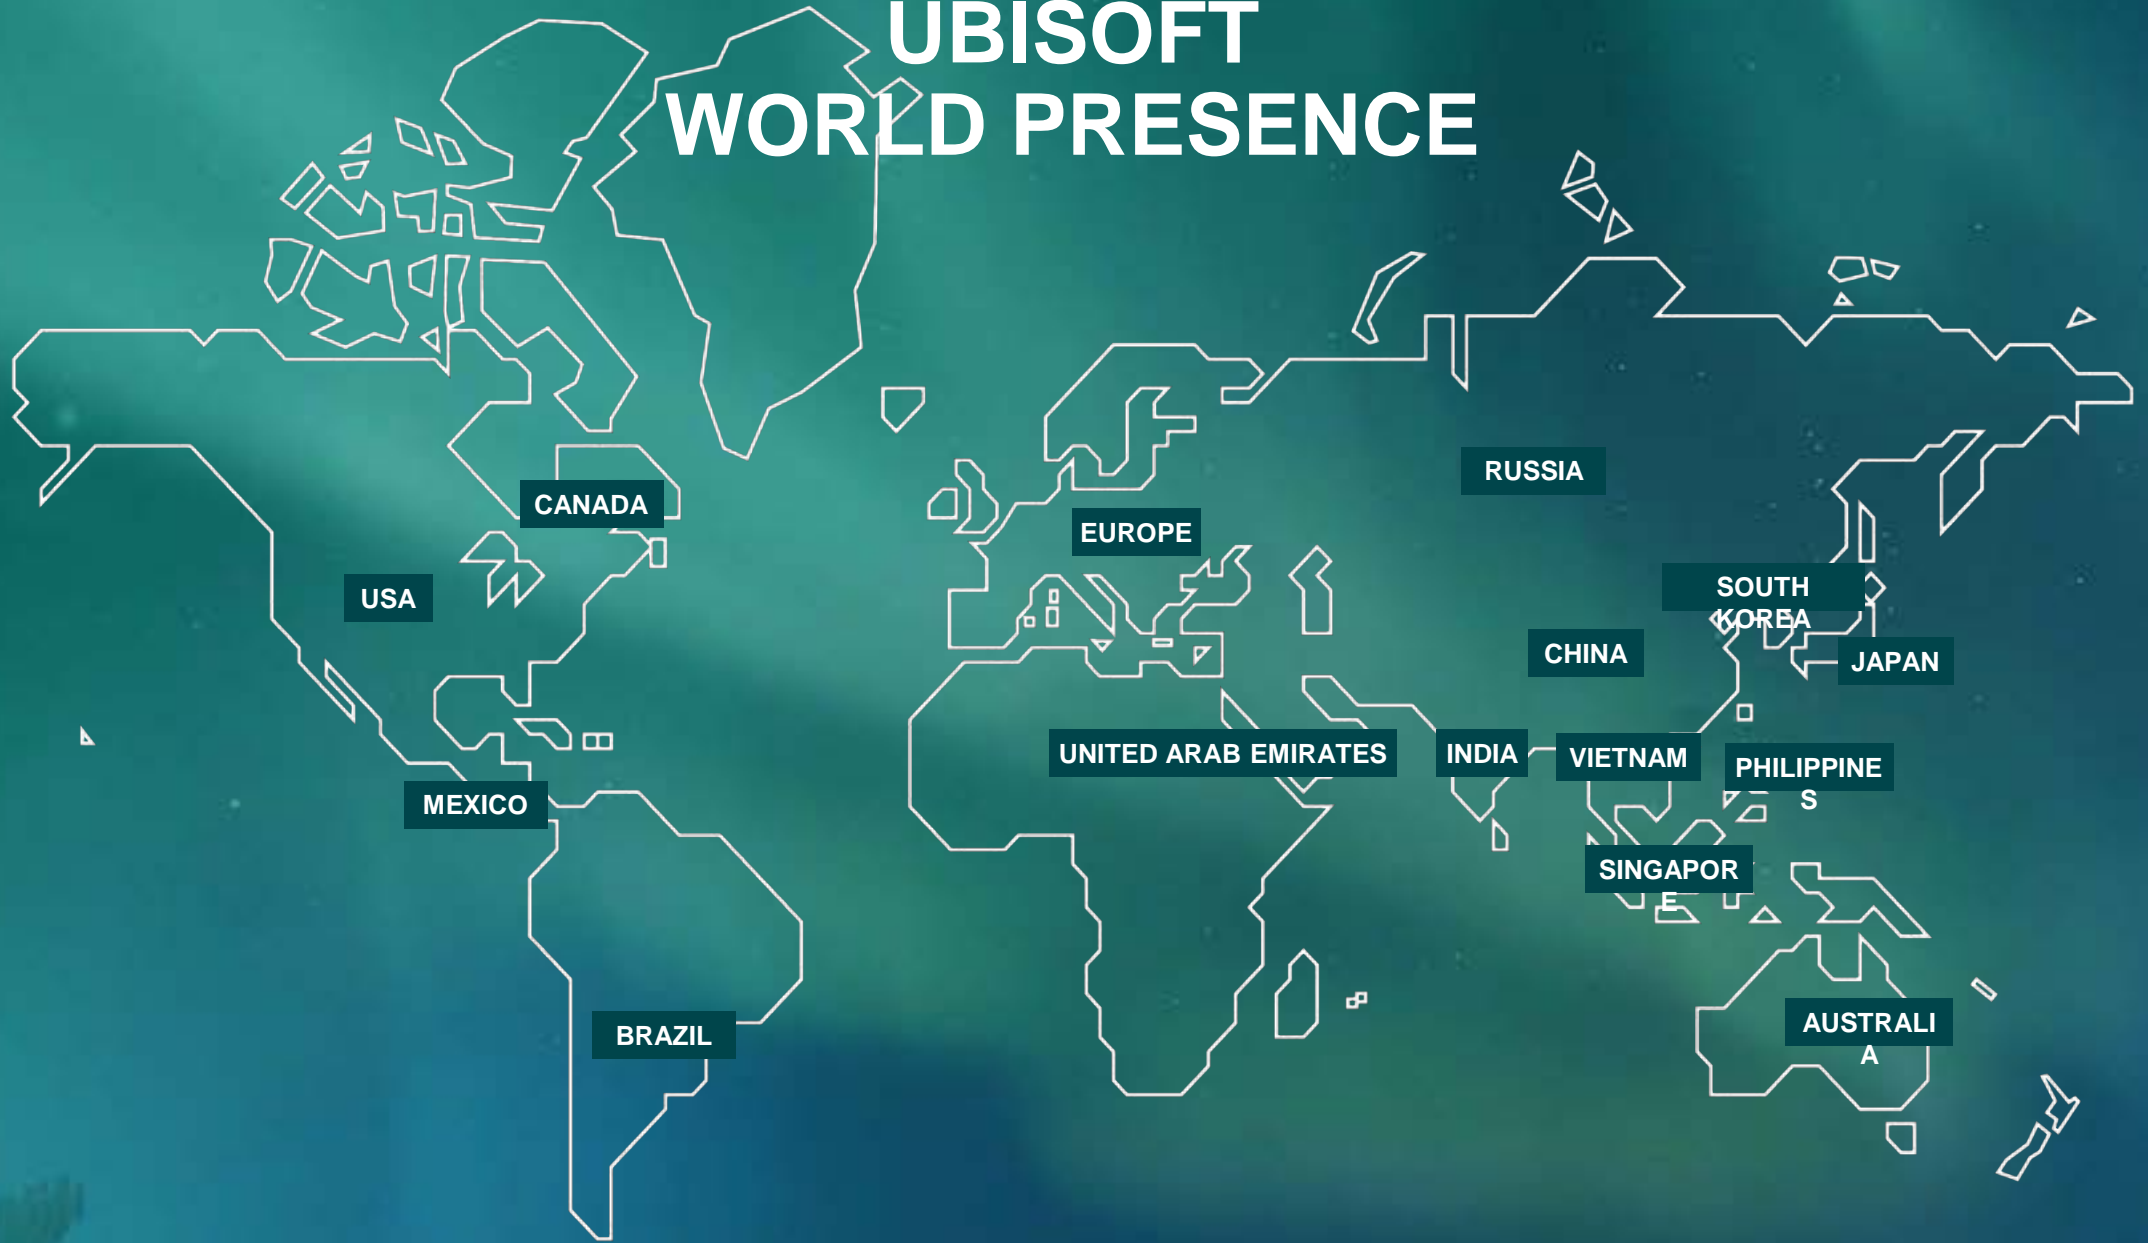 UBISOFT
WORLD PRESENCE
RUSSIA
CANADA
EUROPE
USA
SOUTH
KOREA
CHINA
JAPAN
UNITED ARAB EMIRATES
INDIA
VIETNAM
PHILIPPINE
S
MEXICO
SINGAPOR
E
BRAZIL
AUSTRALI
A